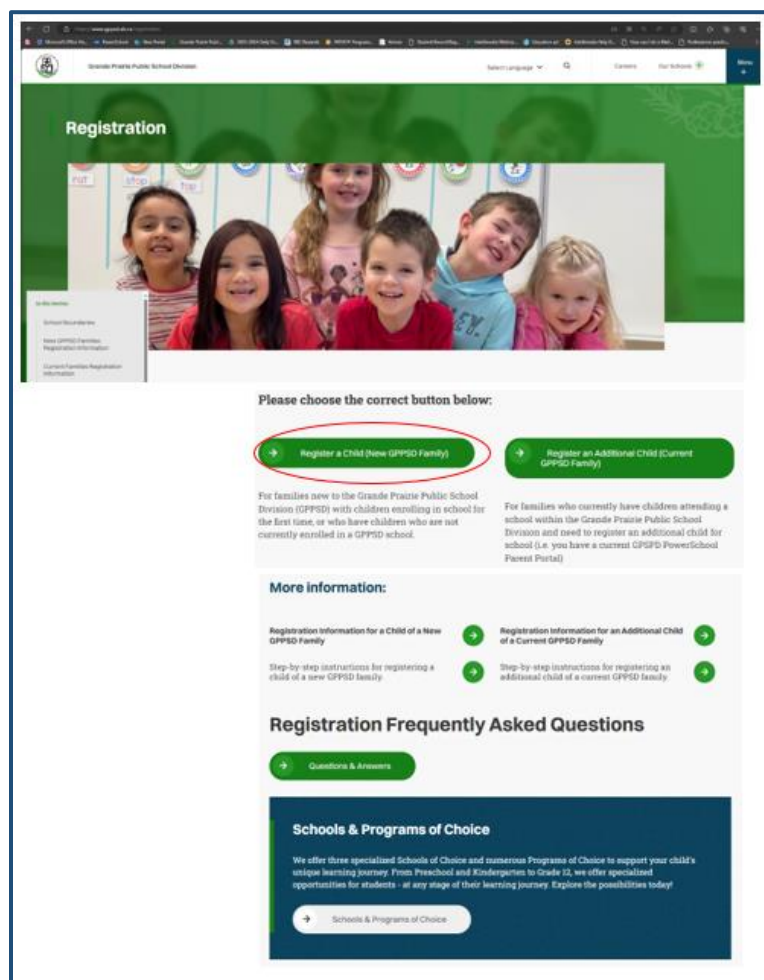 Grande Prairie Public School Division
Select Language
Careers
Our Schools
Menu
Registration
rat
stop
top
In this section
School Boundaries
New GPPSD Families
Registration Information
Current Families Registration
Information
Please choose the correct button below:
Register a Child (New GPPSD Family)
Register an Additional Child (Current
GPPSD Family)
For families new to the Grande Prairie Public School
Division (GPPSD) with children enrolling in school for
the first time, or who have children who are not
currently enrolled in a GPPSD school.
For families who currently have children attending a
school within the Grande Prairie Public School
Division and need to register an additional child for
school (i.e. you have a current GPSPD PowerSchool
Parent Portal)
More information:
Registration Information for a Child of a New
GPPSD Family
Registration Information for an Additional Child
of a Current GPPSD Family
Step-by-step instructions for registering a
child of a new GPPSD family.
Step-by-step instructions for registering an
additional child of a current GPPSD family.
Registration Frequently Asked Questions
Questions & Answers
Schools & Programs of Choice
We offer three specialized Schools of Choice and numerous Programs of Choice to support your child's
unique learning journey. From Preschool and Kindergarten to Grade 12, we offer specialized
opportunities for students - at any stage of their learning journey. Explore the possibilities today!
Schools & Programs of Choice